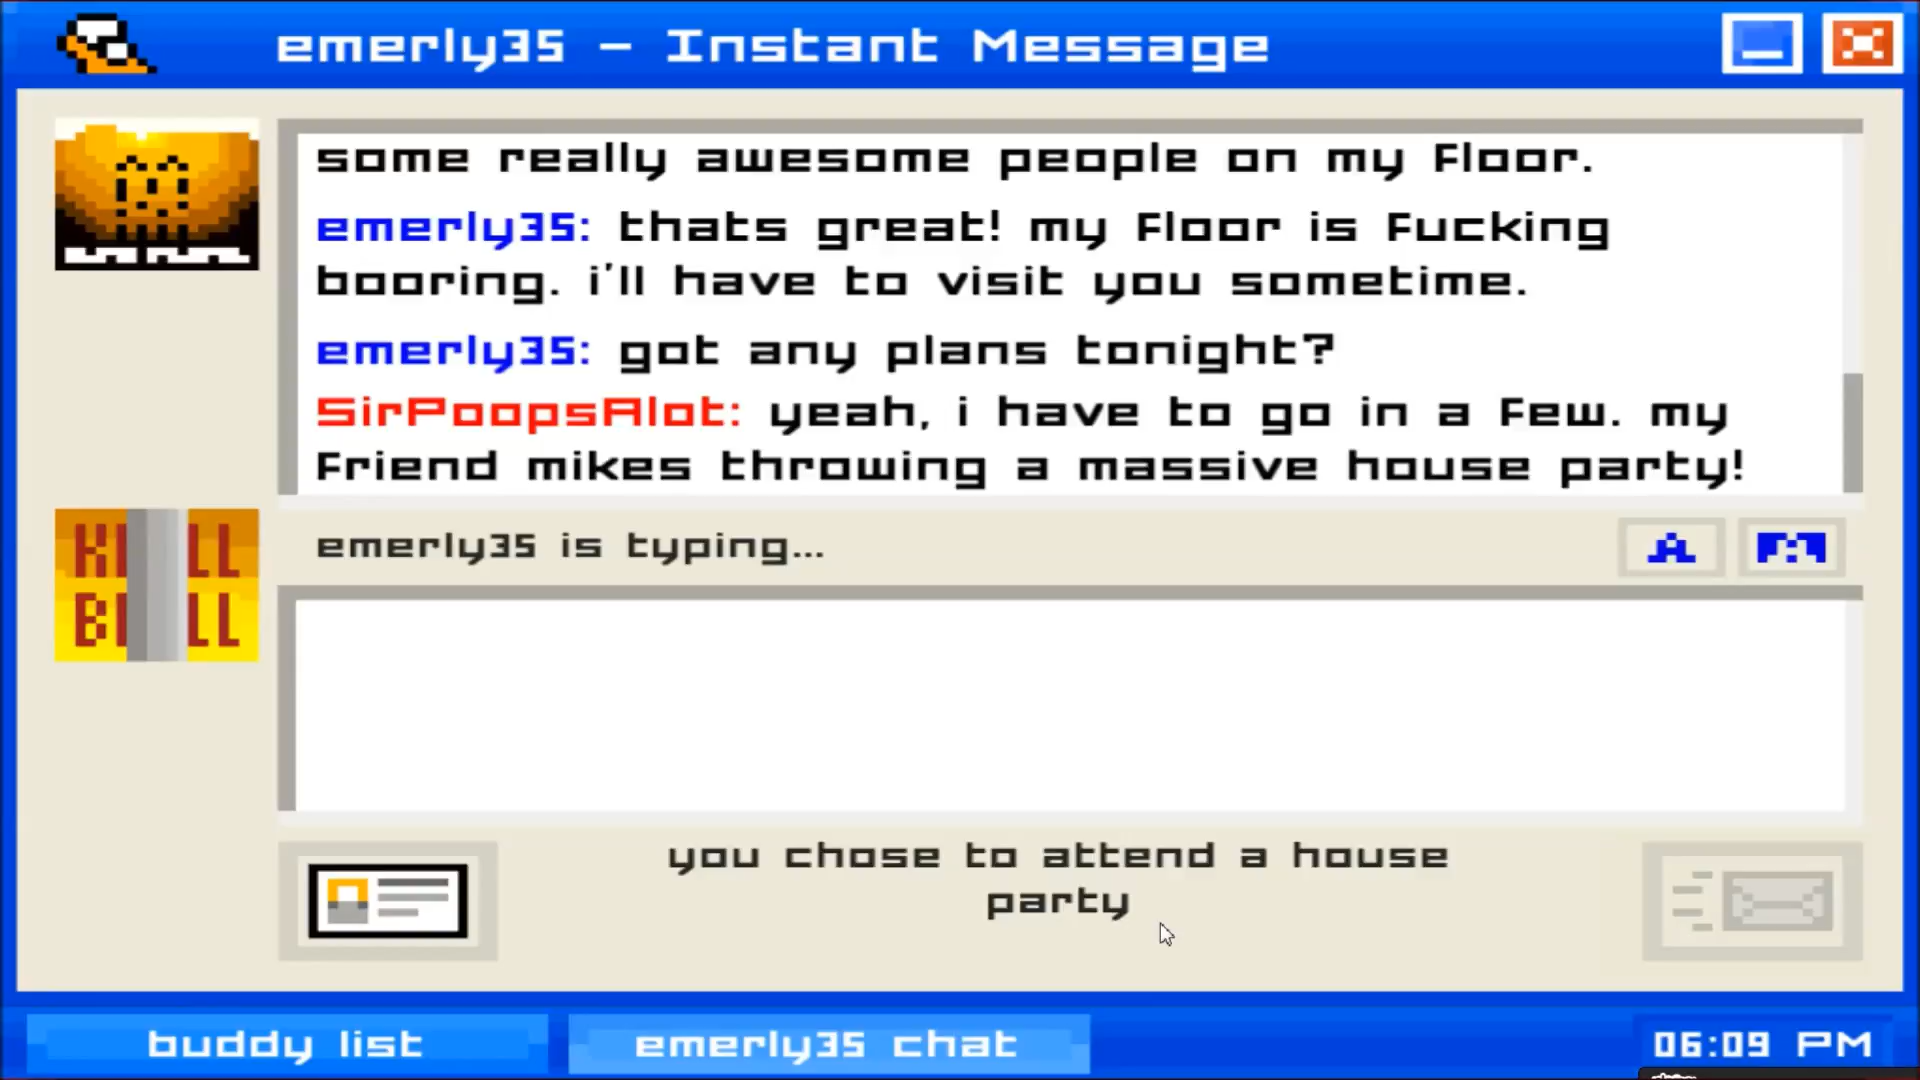 emerly35 - Instant Message
some really awesome people on my floor.
emerly35: thats great! my floor is fucking
booring. i'll have to visit you sometime.
emerly35: got any plans tonight?
SirPoopsAlot: yeah, i have to go in a few. my
friend mikes throwing a massive house party!
KILL
BILL
emerly35 is typing...
A
you chose to attend a house
party
buddy list
emerly35 chat
06:09 PM